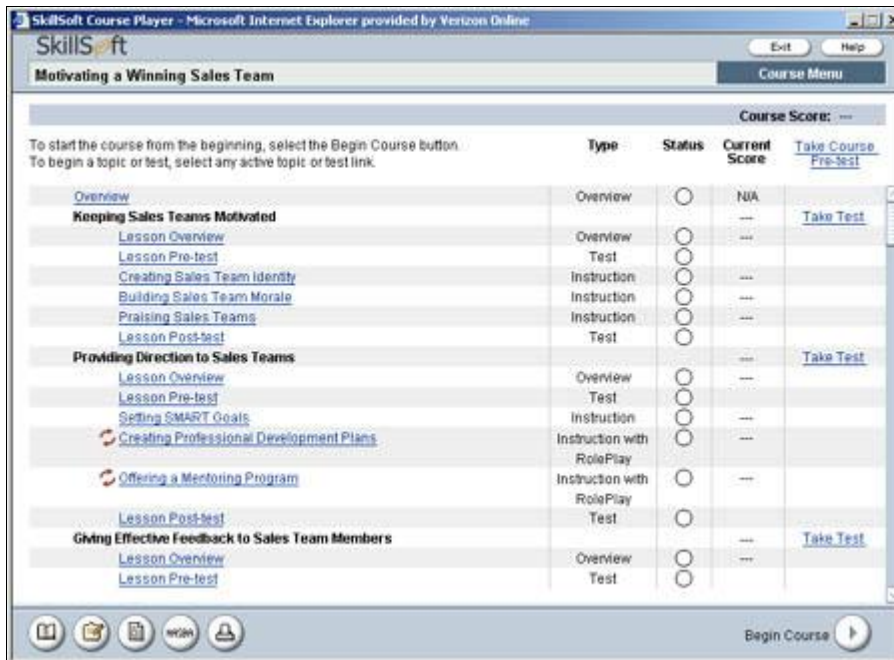 SkillSoft Course Player - Microsoft Internet Explorer provided by Verizon Online
SkillSoft
Exit Help
Motivating a Winning Sales Team Course Menu
Course Score: ---
To start the course from the beginning, select the Begin Course button.
To begin a topic or test, select any active topic or test link.
Type Status Current Score Take Course Pre-test
Overview Overview N/A
Keeping Sales Teams Motivated --- Take Test
Lesson Overview Overview ---
Lesson Pre-test Test
Creating Sales Team Identity Instruction ---
Building Sales Team Morale Instruction ---
Praising Sales Teams Instruction ---
Lesson Post-test Test
Providing Direction to Sales Teams --- Take Test
Lesson Overview Overview ---
Lesson Pre-test Test
Setting SMART Goals Instruction ---
Creating Professional Development Plans Instruction with RolePlay ---
Offering a Mentoring Program Instruction with RolePlay ---
Lesson Post-test Test
Giving Effective Feedback to Sales Team Members --- Take Test
Lesson Overview Overview ---
Lesson Pre-test Test
Begin Course